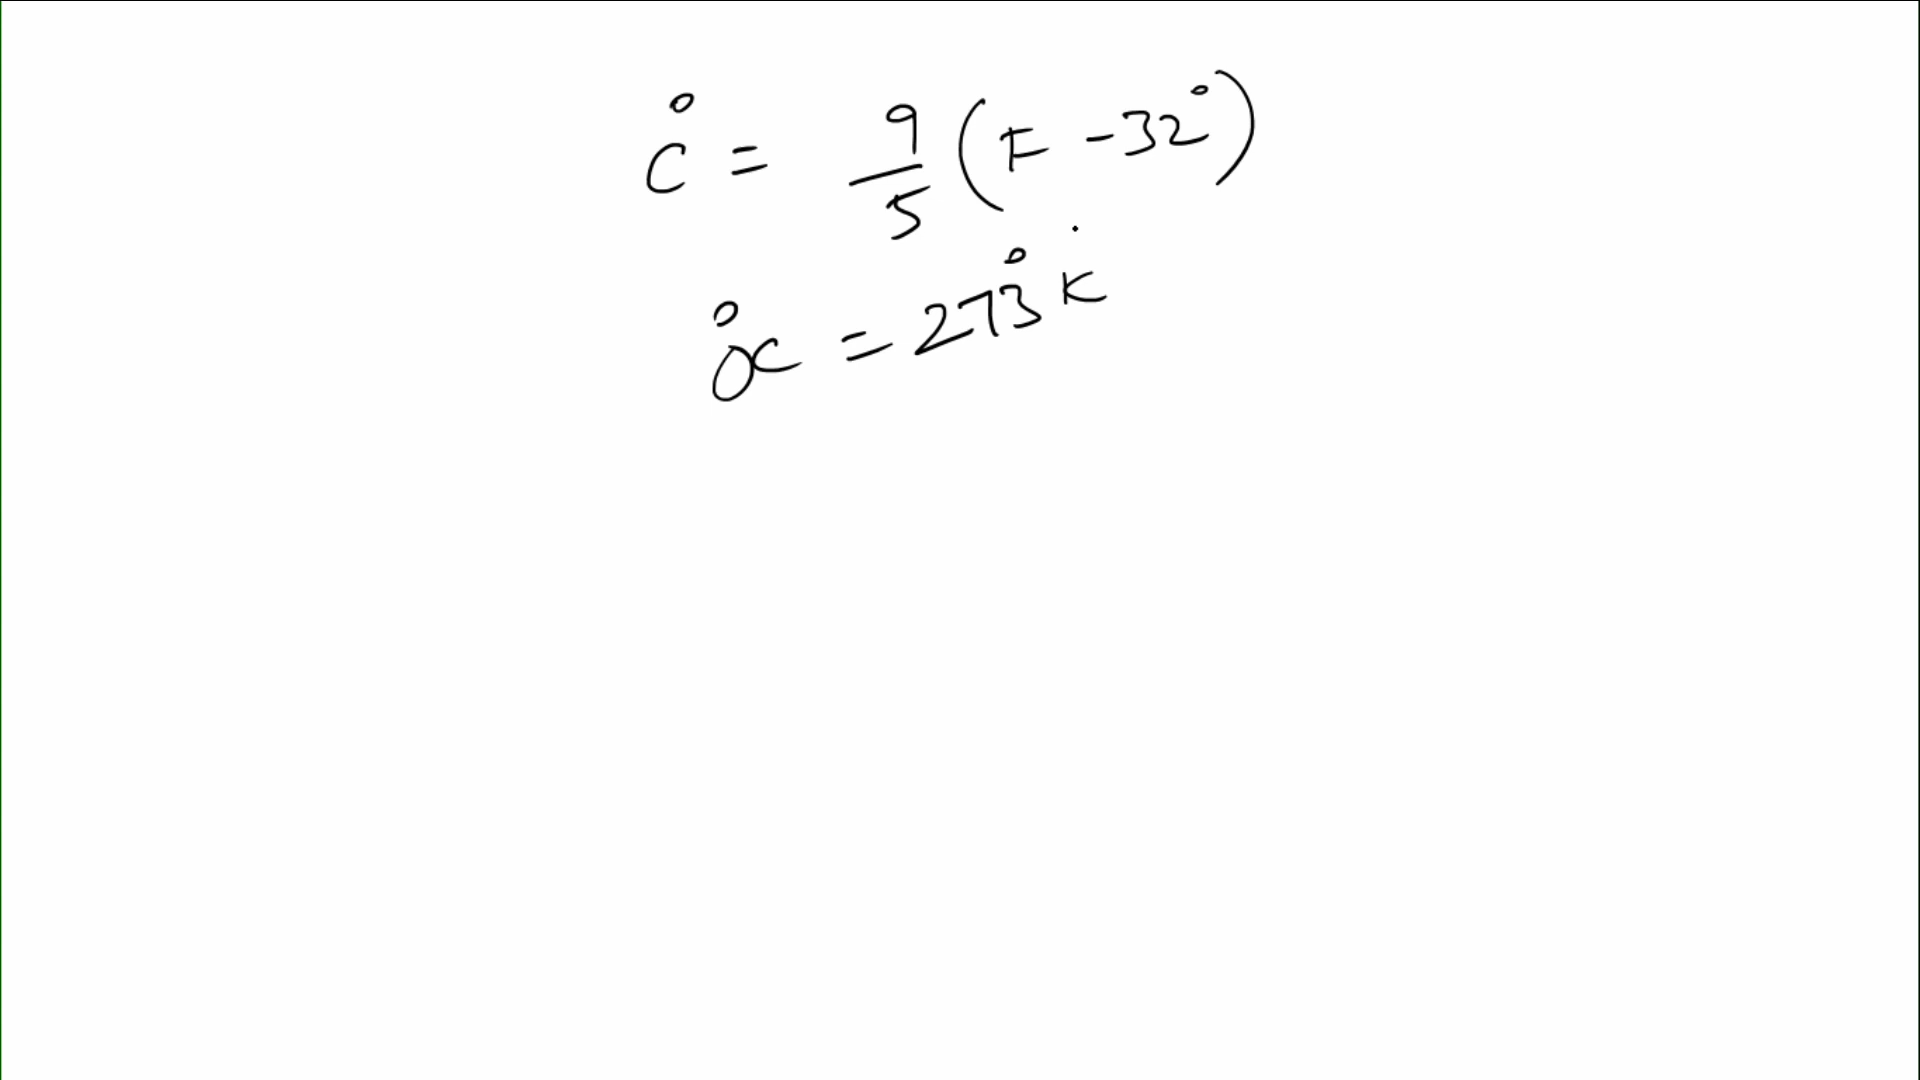 C° = 9/5 (F - 32°)
0°C = 273°K